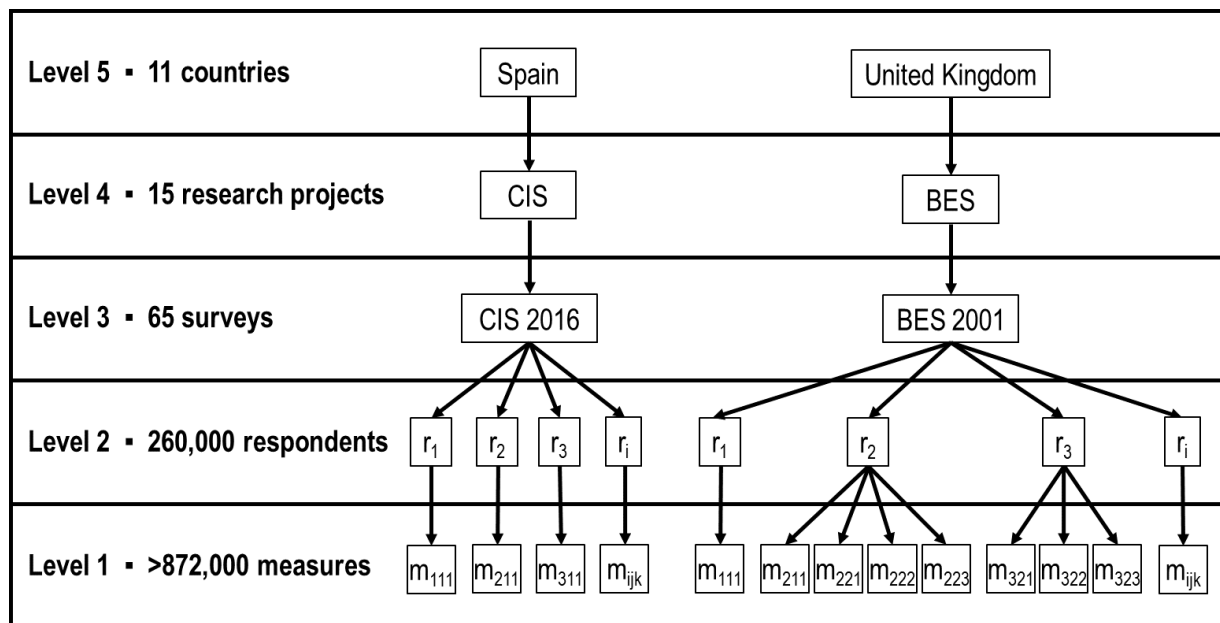 Level 5 ▪ 11 countries Spain United Kingdom
Level 4 ▪ 15 research projects CIS BES
Level 3 ▪ 65 surveys CIS 2016 BES 2001
Level 2 ▪ 260,000 respondents r₁ r₂ r₃ rᵢ r₁ r₂ r₃ rᵢ
Level 1 ▪ >872,000 measures m₁₁₁ m₂₁₁ m₃₁₁ mᵢⱼₖ m₁₁₁ m₂₁₁ m₂₂₁ m₂₂₂ m₂₂₃ m₃₂₁ m₃₂₂ m₃₂₃ mᵢⱼₖ